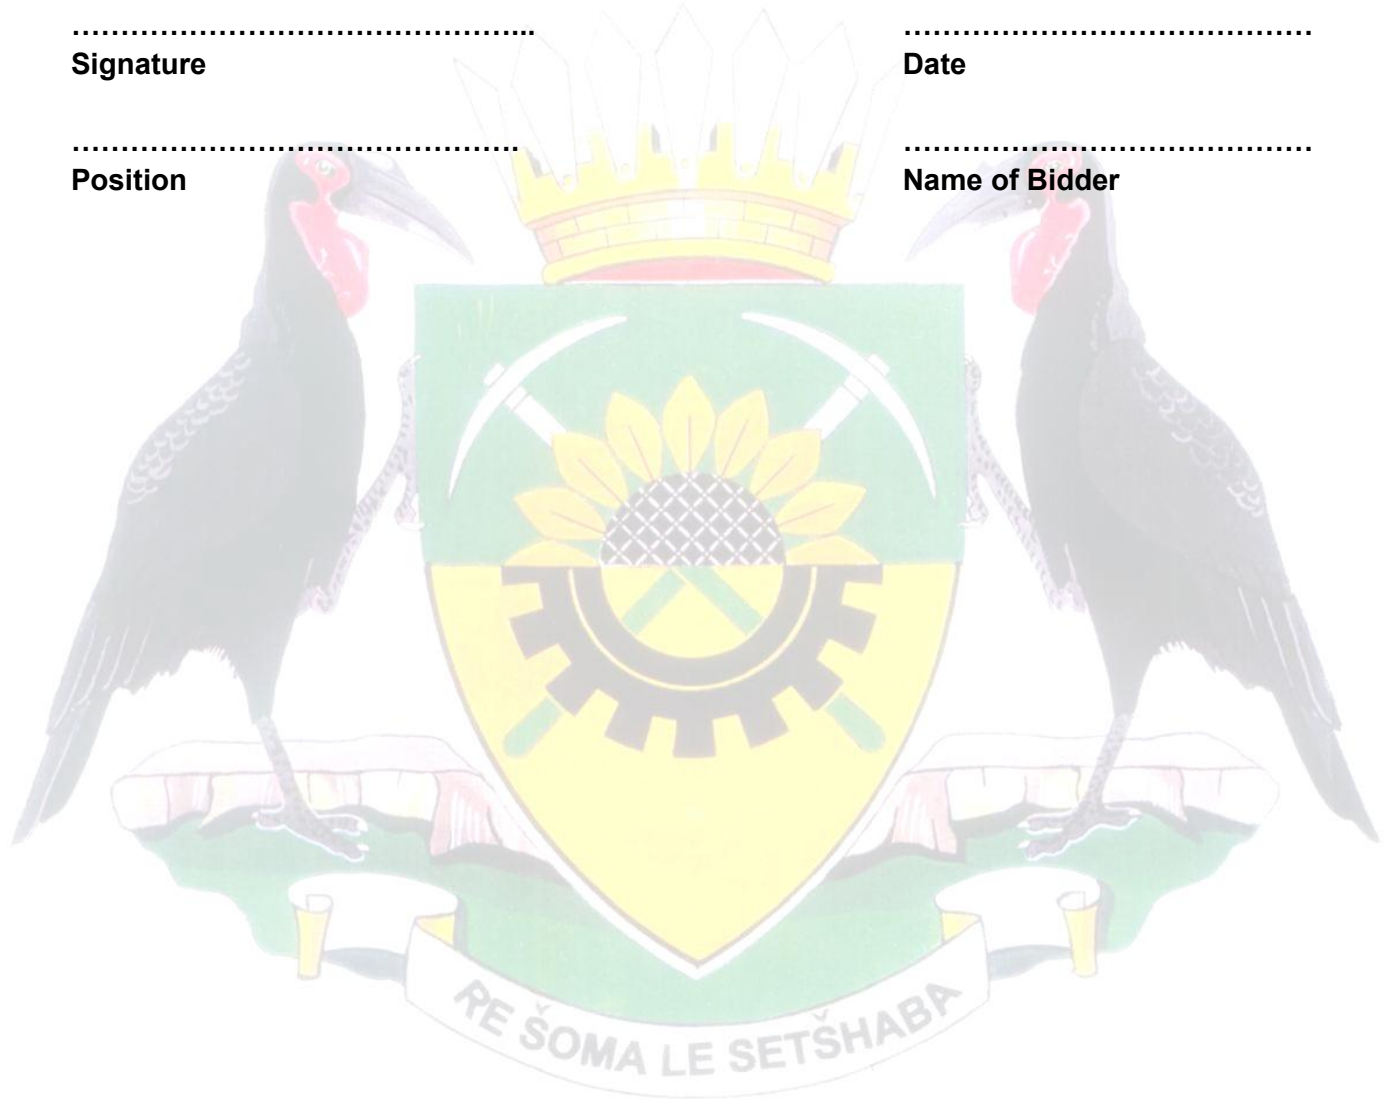 ………………………………………... ……………………………………
Signature Date
………………………………………. ……………………………………
Position Name of Bidder
RE ŠOMA LE SETŠHABA